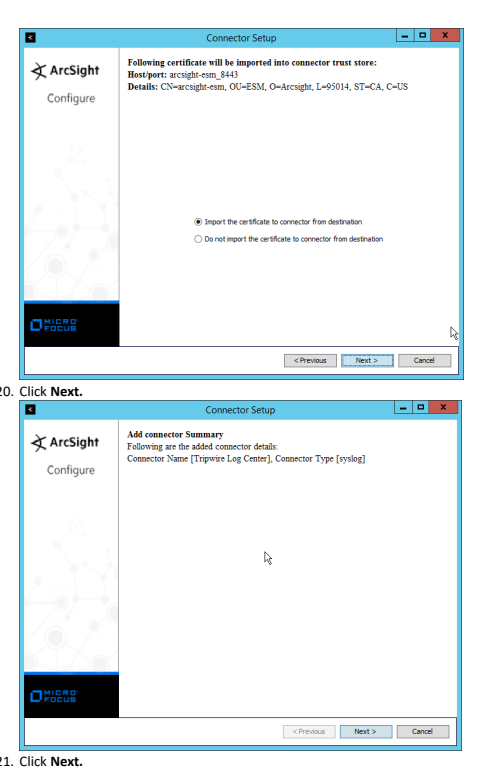 Connector Setup
ArcSight
Configure
Following certificate will be imported into connector trust store:
Host/port: arcsight-esm_8443
Details: CN=arcsight-esm, OU=ESM, O=Arcsight, L=95014, ST=CA, C=US
Import the certificate to connector from destination
Do not import the certificate to connector from destination
MICRO
FOCUS
< Previous Next > Cancel
20. Click Next.
Connector Setup
ArcSight
Configure
Add connector Summary
Following are the added connector details:
Connector Name [Tripwire Log Center], Connector Type [syslog]
MICRO
FOCUS
< Previous Next > Cancel
21. Click Next.